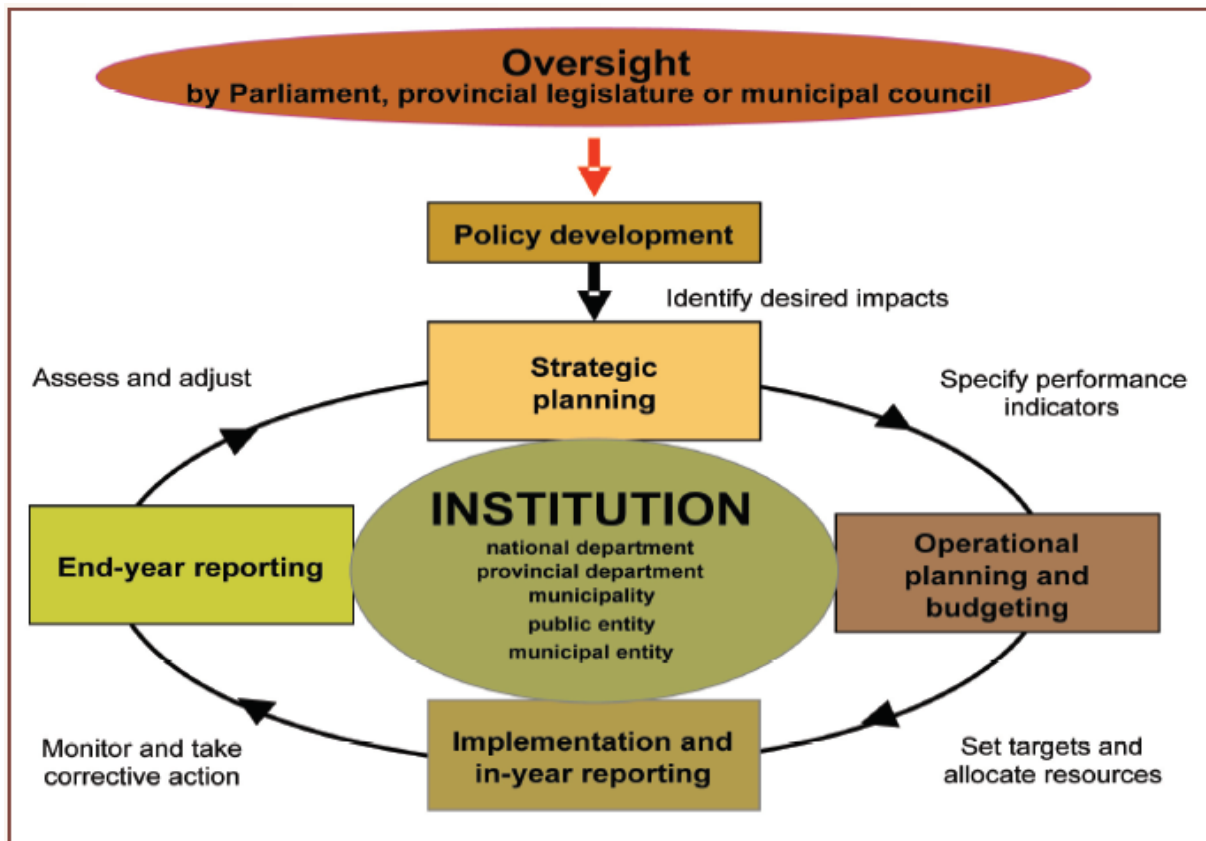 Oversight
by Parliament, provincial legislature or municipal council
Policy development
Identify desired impacts
Strategic
planning
Assess and adjust
Specify performance
indicators
INSTITUTION
national department
provincial department
municipality
public entity
municipal entity
End-year reporting
Operational
planning and
budgeting
Implementation and
in-year reporting
Monitor and take
corrective action
Set targets and
allocate resources